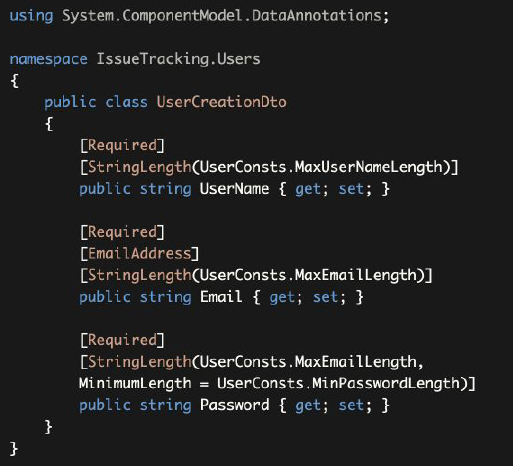 using System.ComponentModel.DataAnnotations;
namespace IssueTracking.Users
{
public class UserCreationDto
{
[Required]
[StringLength(UserConsts.MaxUserNameLength)]
public string UserName { get; set; }
[Required]
[EmailAddress]
[StringLength(UserConsts.MaxEmailLength)]
public string Email { get; set; }
[Required]
[StringLength(UserConsts.MaxEmailLength,
MinimumLength = UserConsts.MinPasswordLength)]
public string Password { get; set; }
}
}